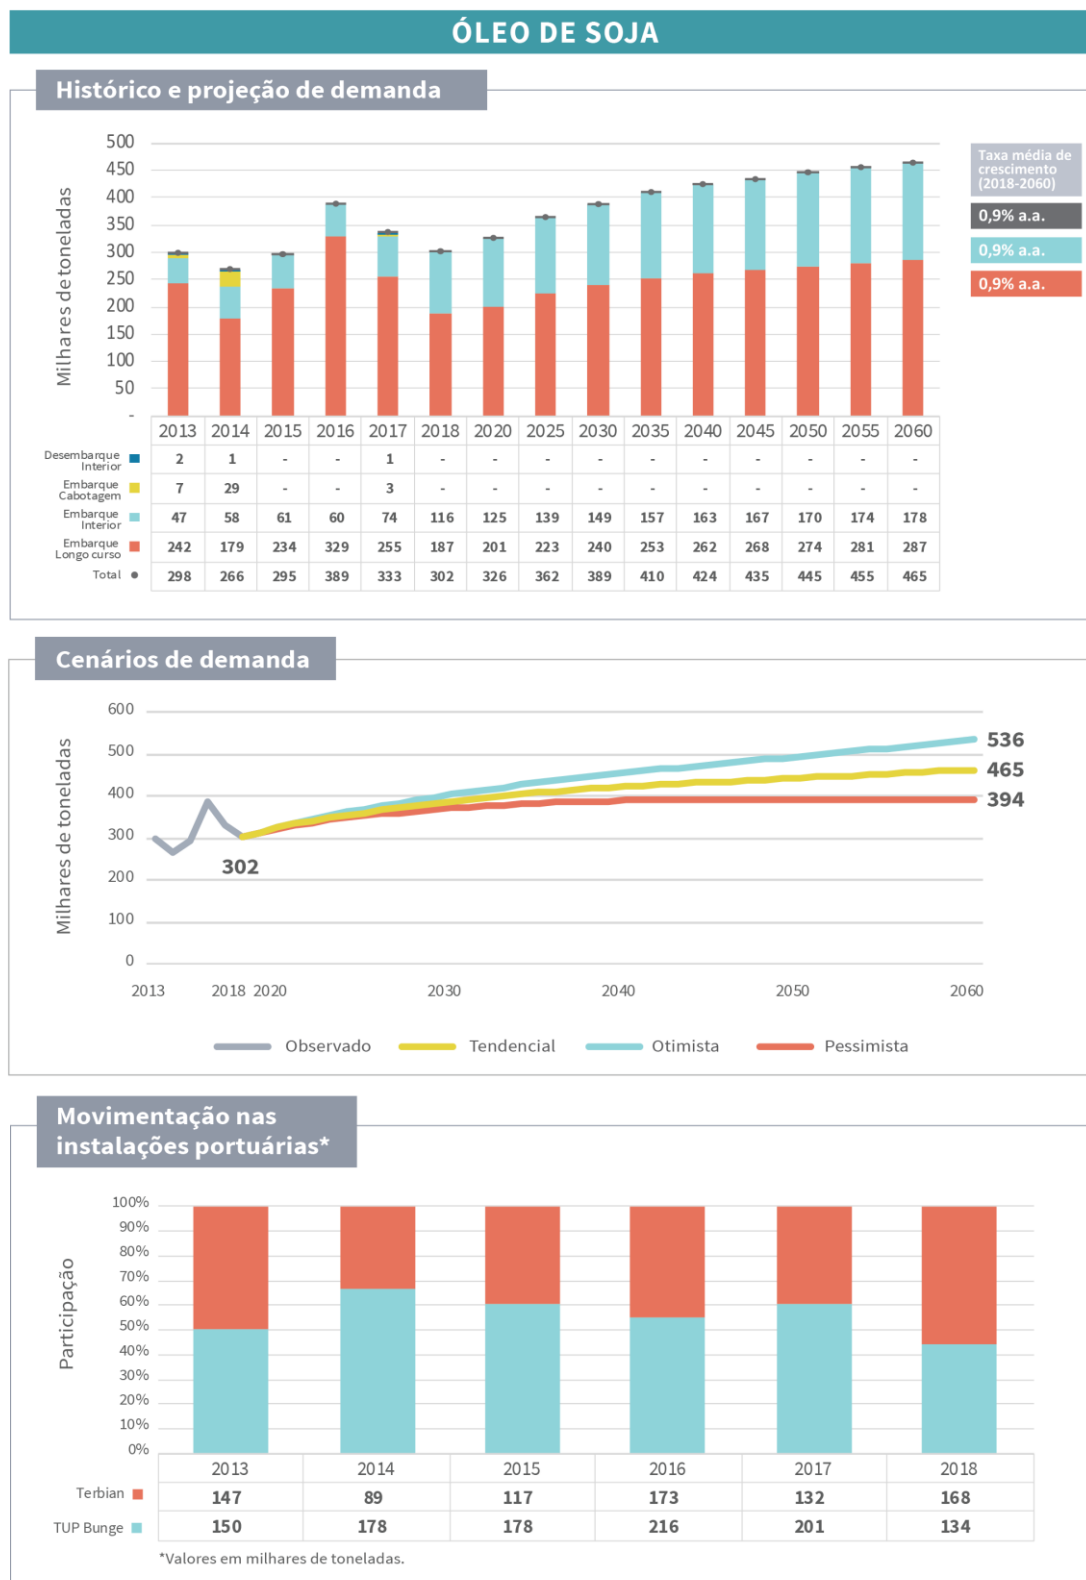 ÓLEO DE SOJA
Histórico e projeção de demanda
Milhares de toneladas
500
450
400
350
300
250
200
150
100
50
-
Taxa média de
crescimento
(2018-2060)
0,9% a.a.
0,9% a.a.
0,9% a.a.
2013 2014 2015 2016 2017 2018 2020 2025 2030 2035 2040 2045 2050 2055 2060
Desembarque
Interior 2 1 - - 1 - - - - - - - - - -
Embarque
Cabotagem 7 29 - - 3 - - - - - - - - - -
Embarque
Interior 47 58 61 60 74 116 125 139 149 157 163 167 170 174 178
Embarque
Longo curso 242 179 234 329 255 187 201 223 240 253 262 268 274 281 287
Total 298 266 295 389 333 302 326 362 389 410 424 435 445 455 465
Cenários de demanda
Milhares de toneladas
600
500
400
300
200
100
0
536
465
394
302
2013 2018 2020 2030 2040 2050 2060
Observado Tendencial Otimista Pessimista
Movimentação nas
instalações portuárias*
Participação
100%
90%
80%
70%
60%
50%
40%
30%
20%
10%
0%
2013 2014 2015 2016 2017 2018
Terbian 147 89 117 173 132 168
TUP Bunge 150 178 178 216 201 134
*Valores em milhares de toneladas.